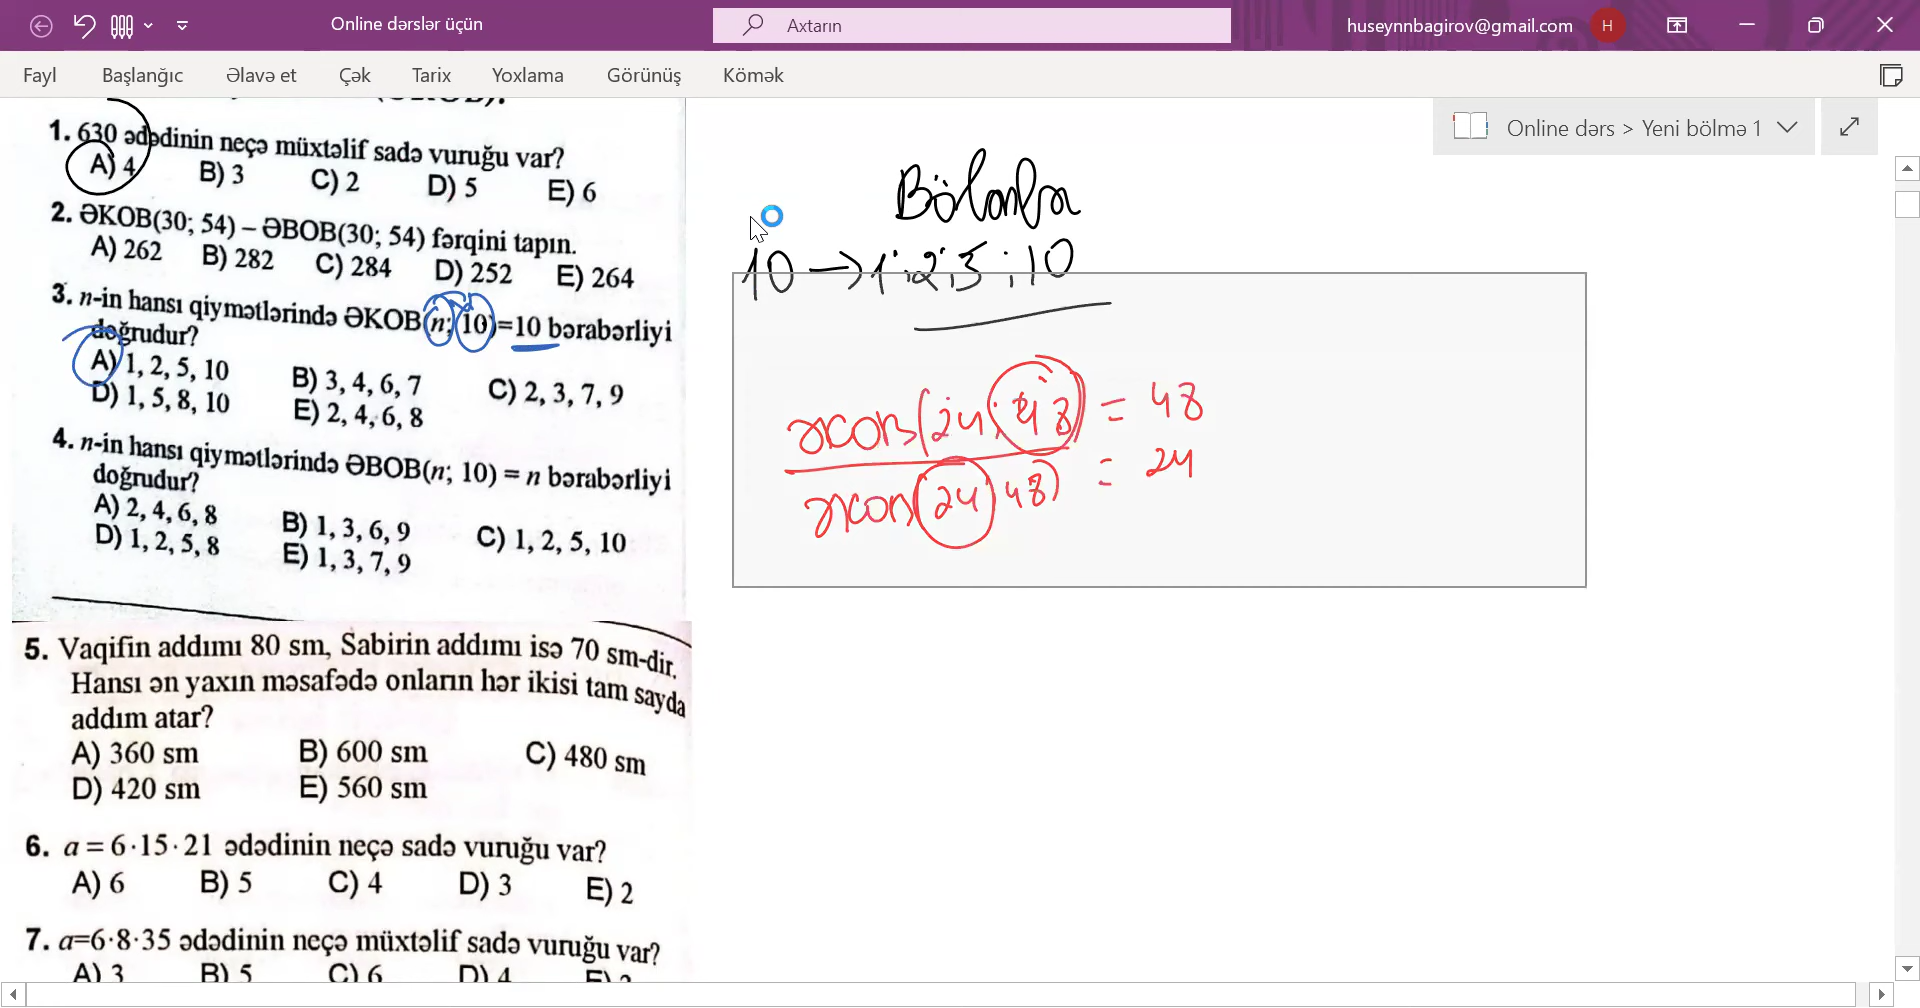 Online dərslər üçün
Axtarın
huseynnbagirov@gmail.com
H
Fayl Başlanğıc Əlavə et Çək Tarix Yoxlama Görünüş Kömək
Online dərs > Yeni bölmə 1
1. 630 ədədinin neçə müxtəlif sadə vuruğu var?
A) 4 B) 3 C) 2 D) 5 E) 6
2. ƏKOB(30; 54) – ƏBOB(30; 54) fərqini tapın.
A) 262 B) 282 C) 284 D) 252 E) 264
3. n-in hansı qiymətlərində ƏKOB(n; 10)=10 bərabərliyi
doğrudur?
A) 1, 2, 5, 10 B) 3, 4, 6, 7 C) 2, 3, 7, 9
D) 1, 5, 8, 10 E) 2, 4, 6, 8
4. n-in hansı qiymətlərində ƏBOB(n; 10) = n bərabərliyi
doğrudur?
A) 2, 4, 6, 8 B) 1, 3, 6, 9 C) 1, 2, 5, 10
D) 1, 2, 5, 8 E) 1, 3, 7, 9
5. Vaqifin addımı 80 sm, Sabirin addımı isə 70 sm-dir.
Hansı ən yaxın məsafədə onların hər ikisi tam sayda
addım atar?
A) 360 sm B) 600 sm C) 480 sm
D) 420 sm E) 560 sm
6. a = 6·15·21 ədədinin neçə sadə vuruğu var?
A) 6 B) 5 C) 4 D) 3 E) 2
7. a=6·8·35 ədədinin neçə müxtəlif sadə vuruğu var?
A) 3 B) 5 C) 6 D) 4
10 → 1;2;5;10
əkob(24; 48) = 48
əkob(24 48) = 24